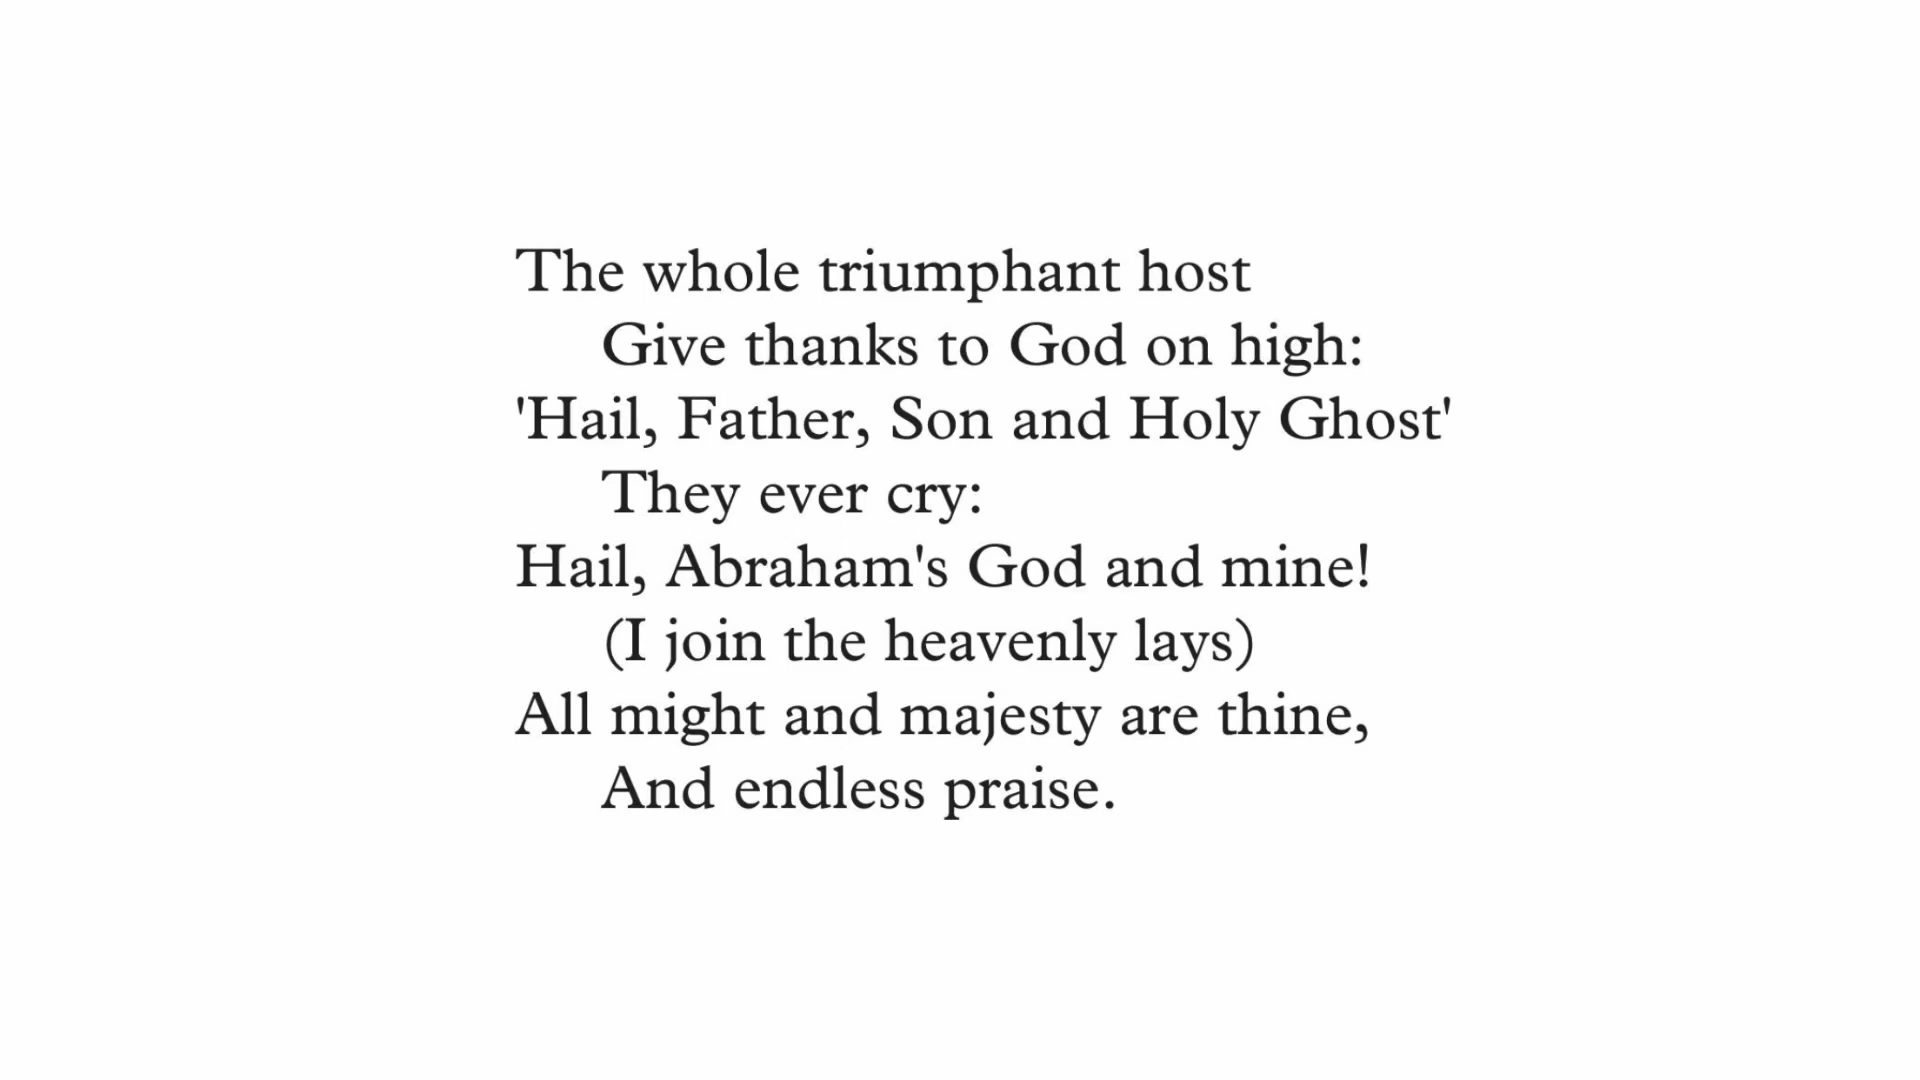 The whole triumphant host
Give thanks to God on high:
'Hail, Father, Son and Holy Ghost'
They ever cry:
Hail, Abraham's God and mine!
(I join the heavenly lays)
All might and majesty are thine,
And endless praise.